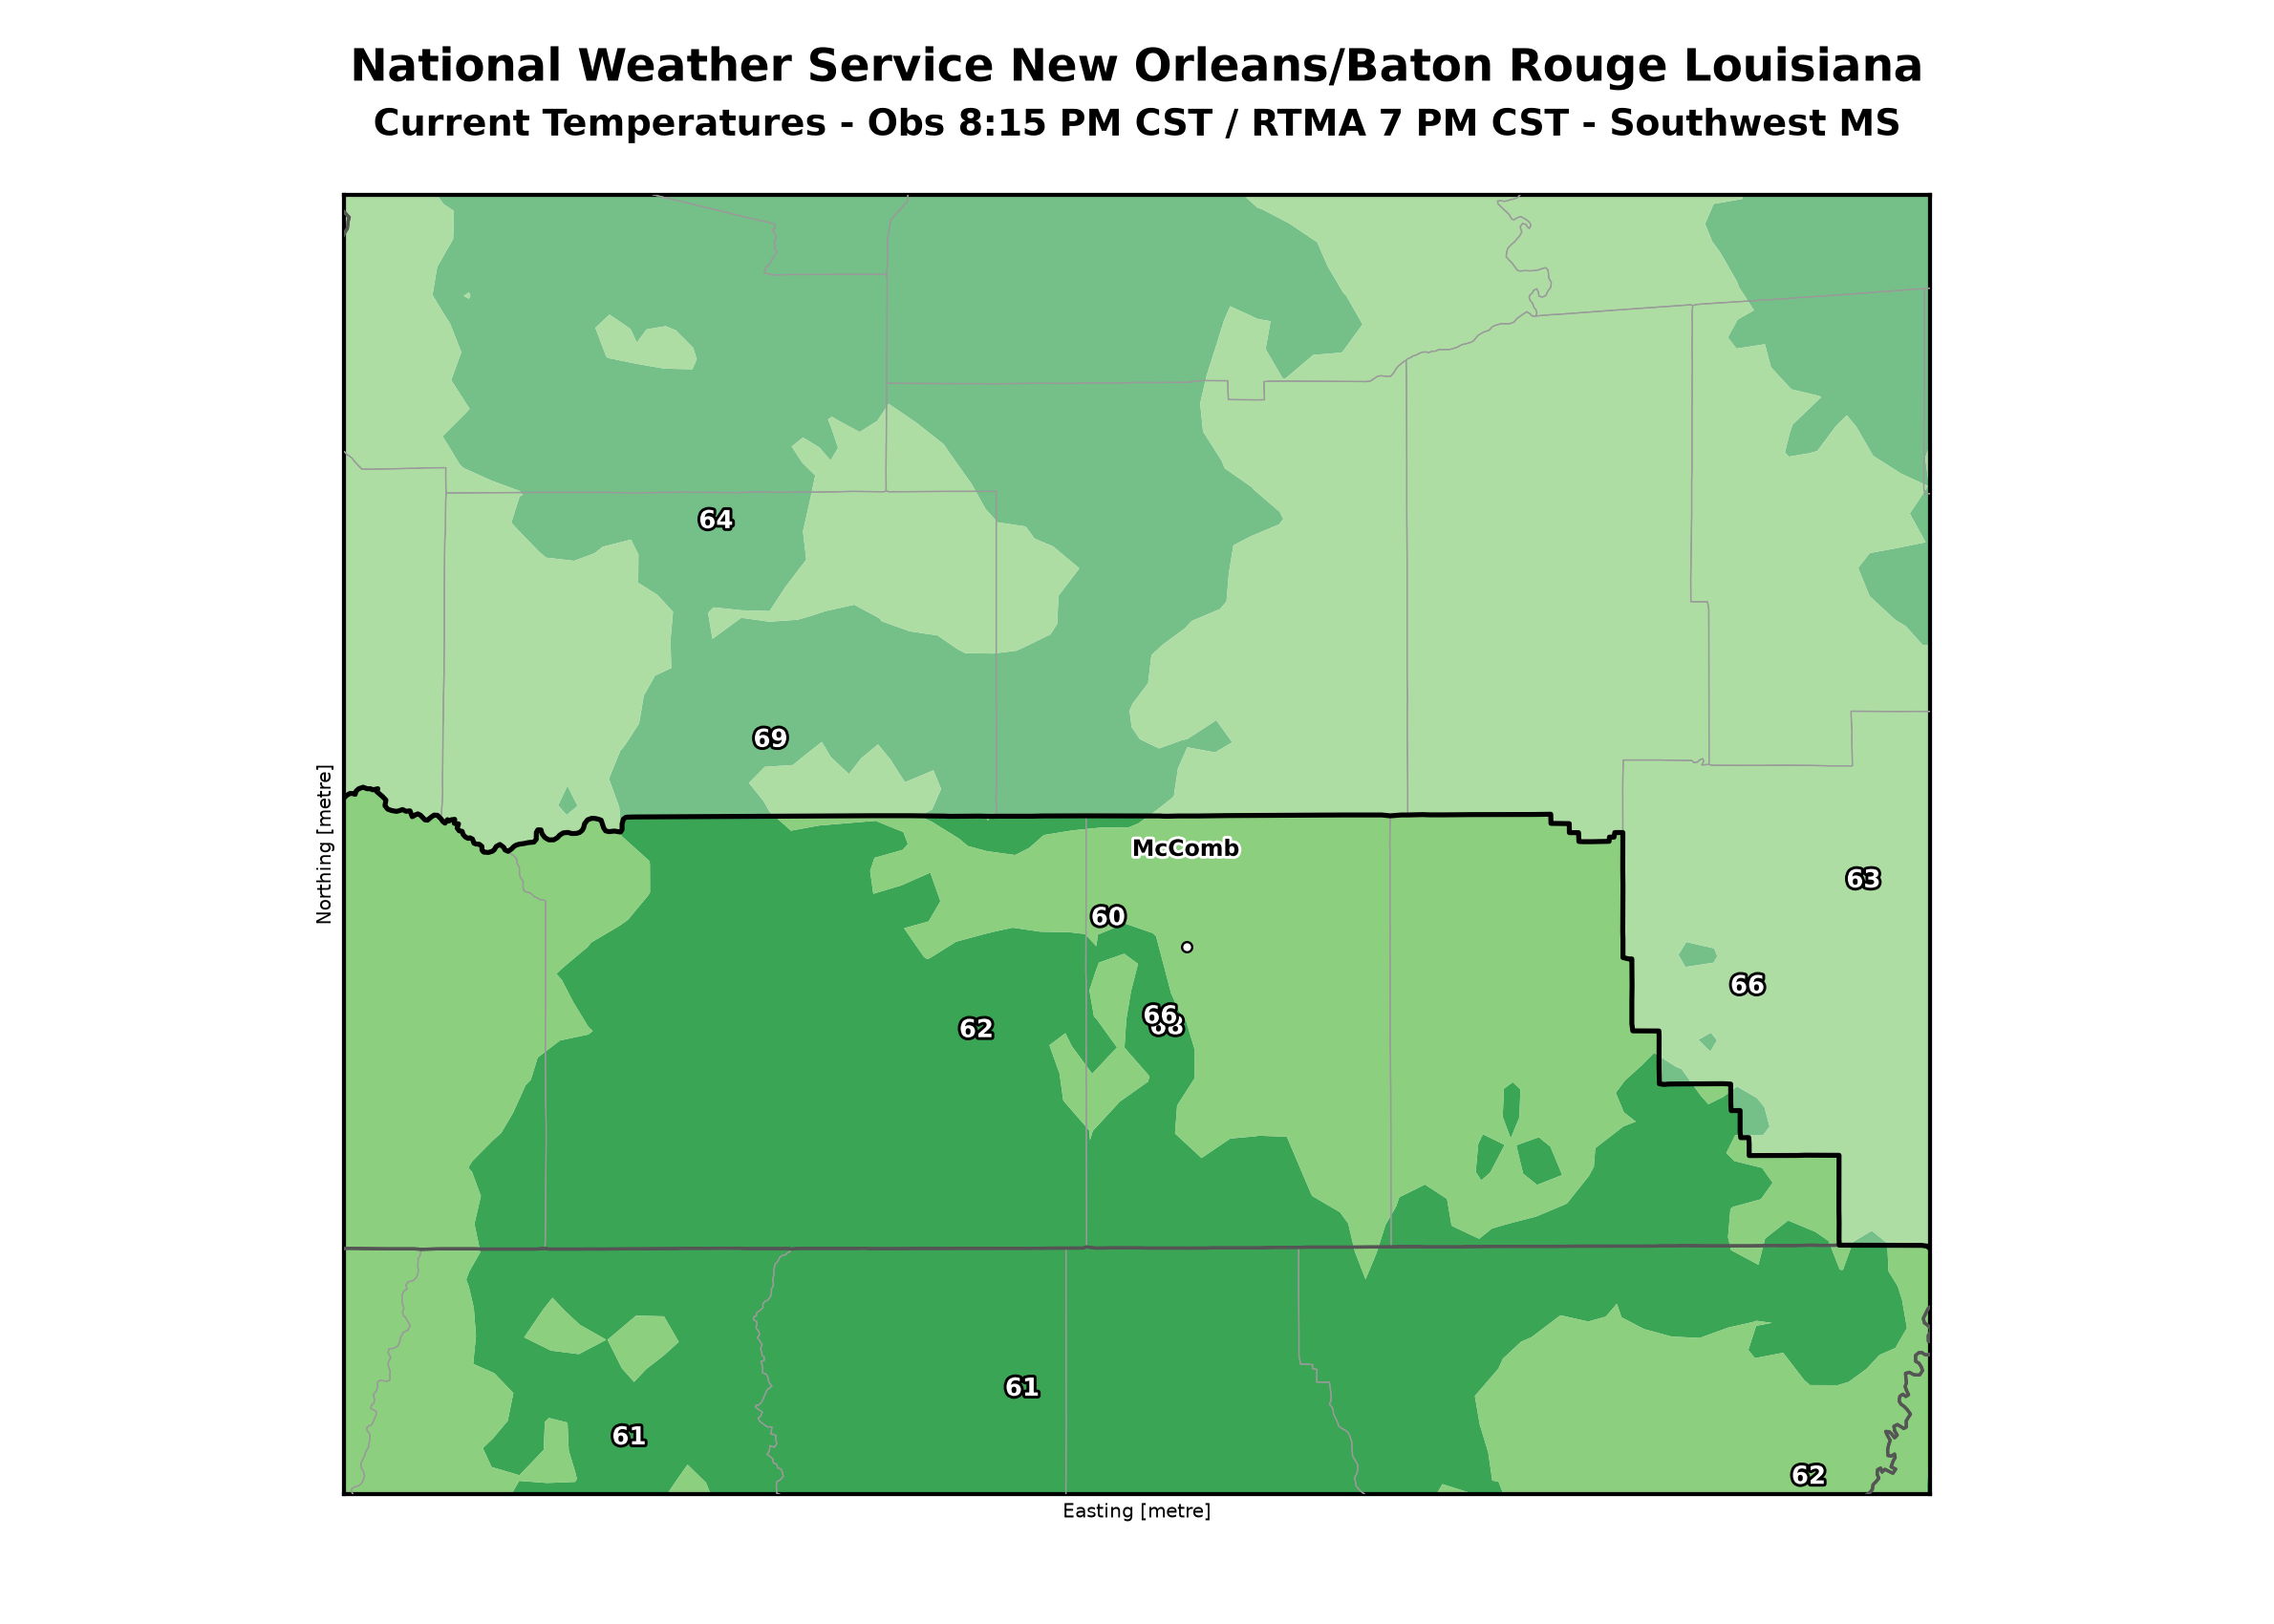 National Weather Service New Orleans/Baton Rouge Louisiana
Current Temperatures - Obs 8:15 PM CST / RTMA 7 PM CST - Southwest MS
64
69
McComb
63
60
66
66
62
61
61
62
Northing [metre]
Easting [metre]